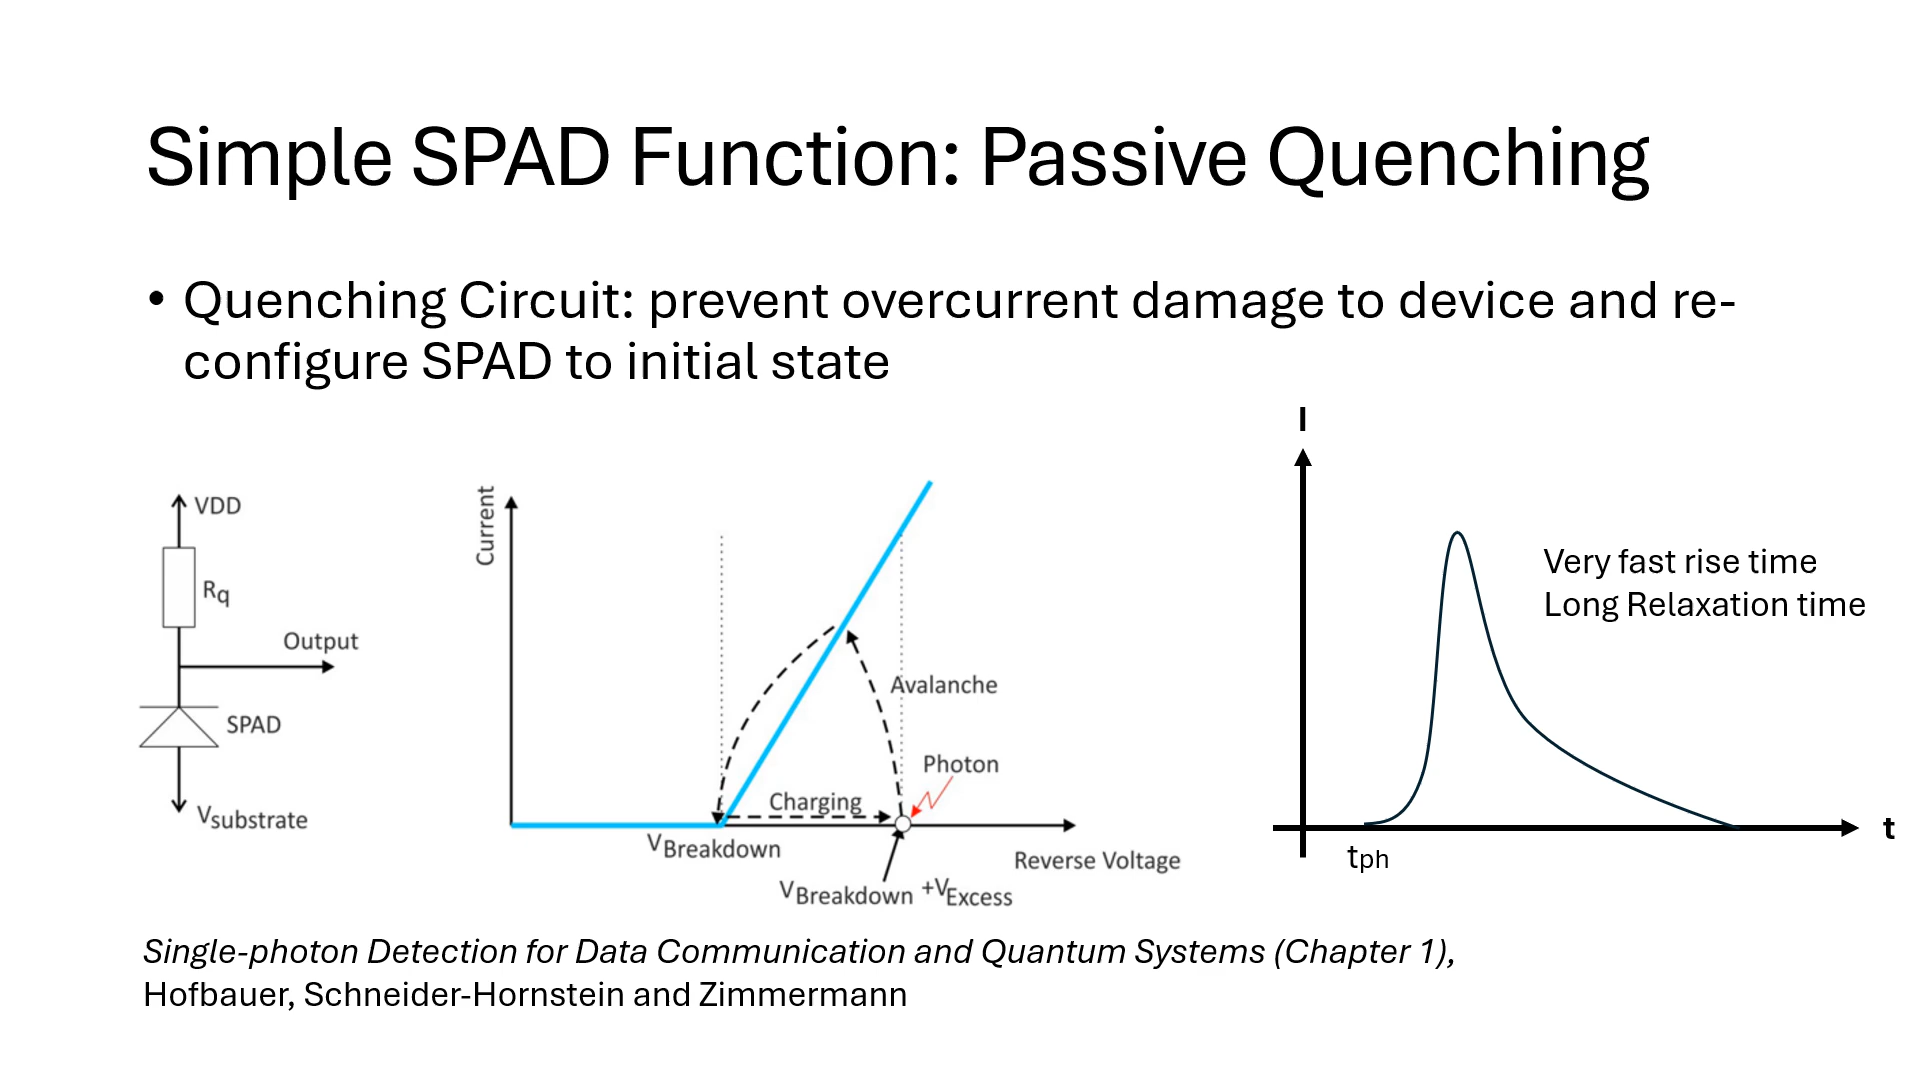 Simple SPAD Function: Passive Quenching
• Quenching Circuit: prevent overcurrent damage to device and re-
configure SPAD to initial state
VDD
Rq
Output
SPAD
Vsubstrate
Current
Avalanche
Photon
Charging
VBreakdown
Reverse Voltage
VBreakdown +VExcess
I
Very fast rise time
Long Relaxation time
t
tph
Single-photon Detection for Data Communication and Quantum Systems (Chapter 1),
Hofbauer, Schneider-Hornstein and Zimmermann